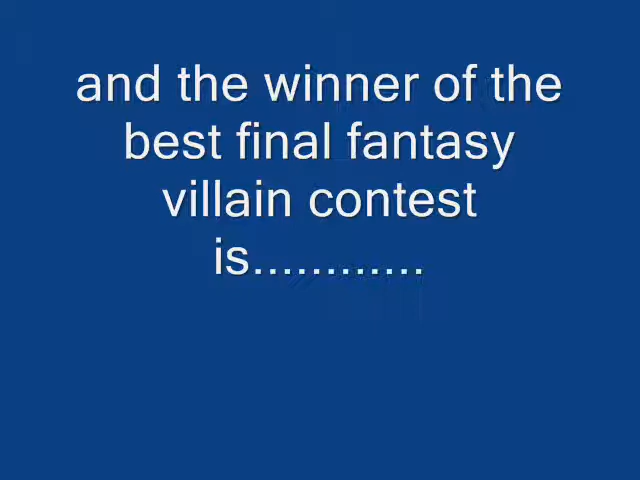 and the winner of the
best final fantasy
villain contest
is............